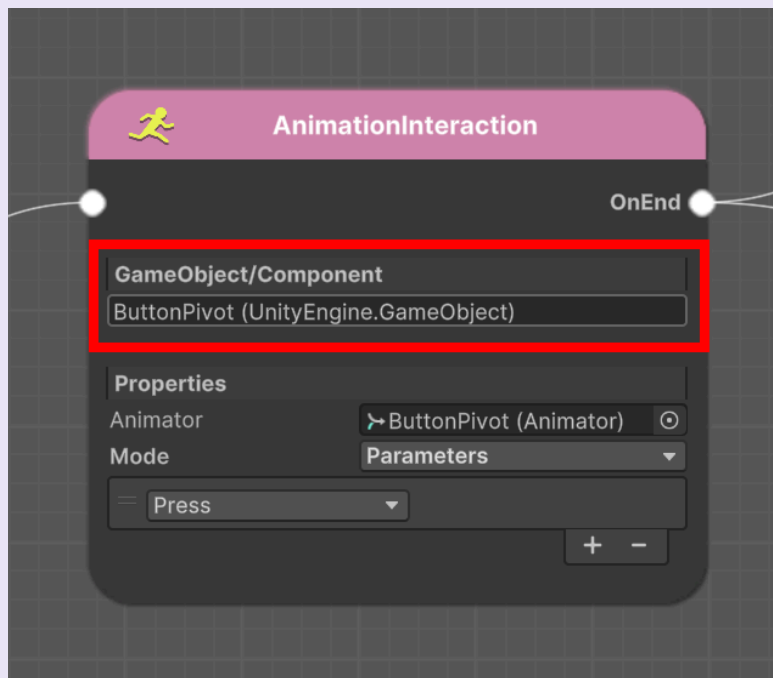 AnimationInteraction
OnEnd
GameObject/Component
ButtonPivot (UnityEngine.GameObject)
Properties
Animator ButtonPivot (Animator)
Mode Parameters
Press
+ −